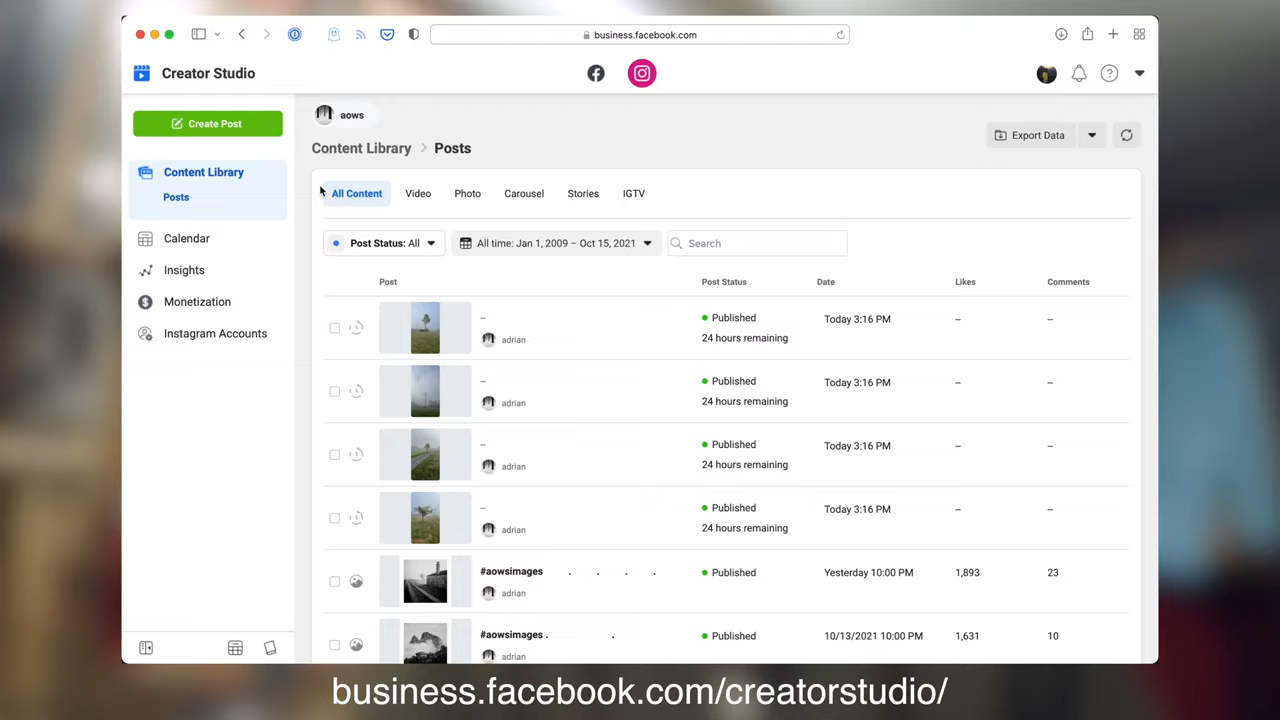 business.facebook.com
Creator Studio
Create Post
aows
Content Library > Posts
Export Data
Content Library
Posts
Calendar
Insights
Monetization
Instagram Accounts
All Content Video Photo Carousel Stories IGTV
Post Status: All All time: Jan 1, 2009 – Oct 15, 2021 Search
Post Post Status Date Likes Comments
– Published Today 3:16 PM – –
adrian 24 hours remaining
– Published Today 3:16 PM – –
adrian 24 hours remaining
– Published Today 3:16 PM – –
adrian 24 hours remaining
– Published Today 3:16 PM – –
adrian 24 hours remaining
#aowsimages . . . . Published Yesterday 10:00 PM 1,893 23
adrian
#aowsimages . . Published 10/13/2021 10:00 PM 1,631 10
adrian
business.facebook.com/creatorstudio/